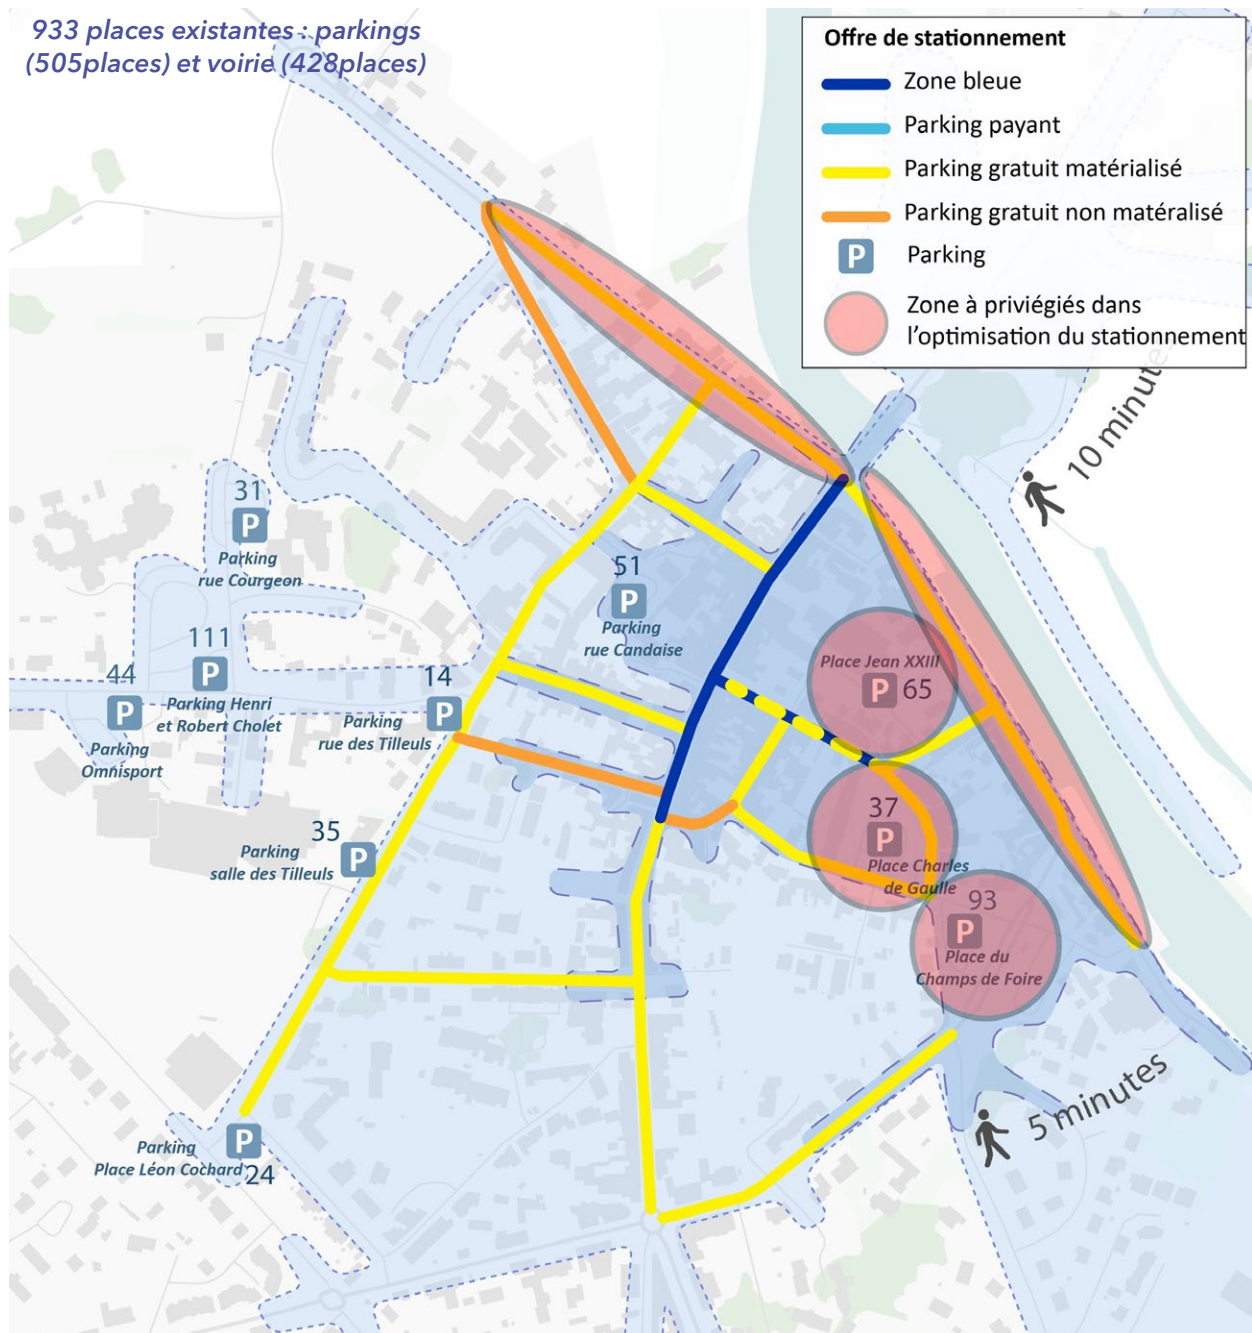 933 places existantes : parkings
(505places) et voirie (428places)
Offre de stationnement
Zone bleue
Parking payant
Parking gratuit matérialisé
Parking gratuit non matéralisé
P Parking
Zone à priviégiés dans
l'optimisation du stationnement
10 minute
31
P
Parking
rue Courgeon
51
P
Parking
rue Candaise
111
P
Parking Henri
et Robert Cholet
44
P
Parking
Omnisport
14
P
Parking
rue des Tilleuls
Place Jean XXIII
P 65
35
P
Parking
salle des Tilleuls
37
P
Place Charles
de Gaulle
93
P
Place du
Champs de Foire
5 minutes
P
Parking
Place Léon Cochard
24